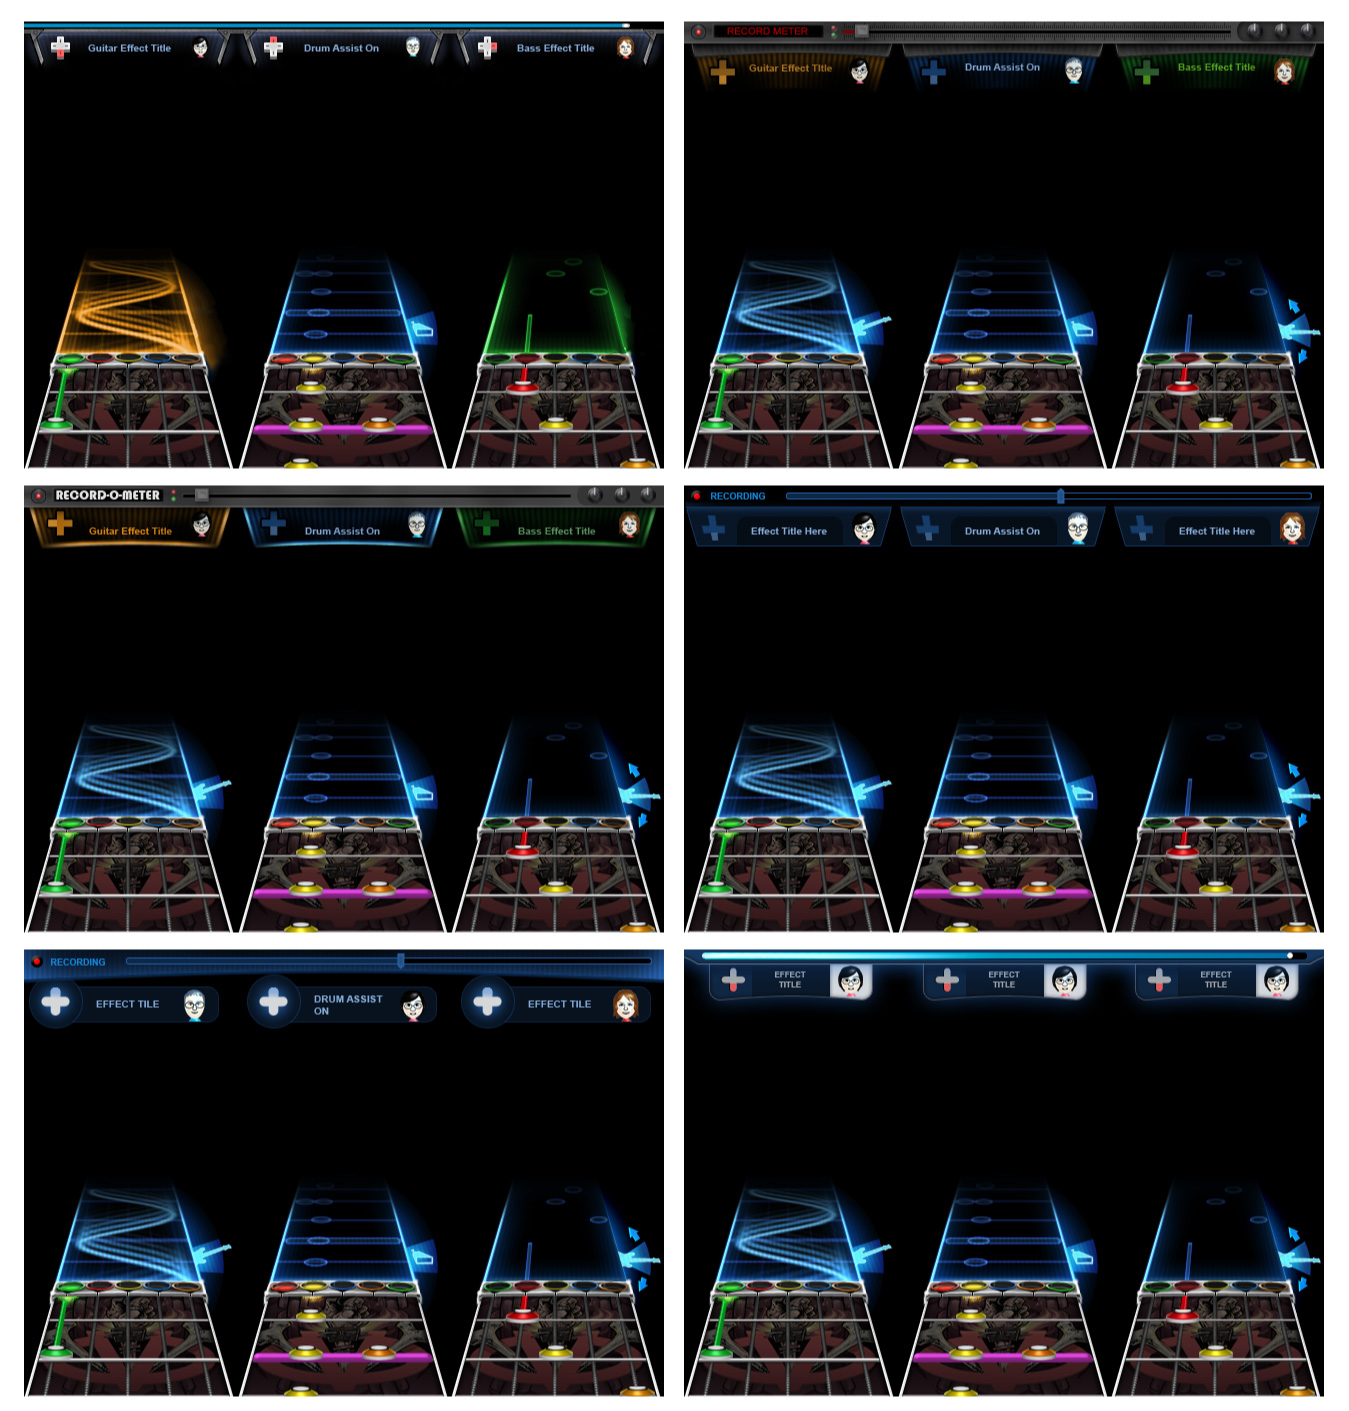 Guitar Effect Title
Drum Assist On
Bass Effect Title
RECORD METER
Guitar Effect Title
Drum Assist On
Bass Effect Title
RECORD-O-METER
Guitar Effect Title
Drum Assist On
Bass Effect Title
RECORDING
Effect Title Here
Drum Assist On
Effect Title Here
RECORDING
EFFECT TILE
DRUM ASSIST
ON
EFFECT TILE
EFFECT
TITLE
EFFECT
TITLE
EFFECT
TITLE